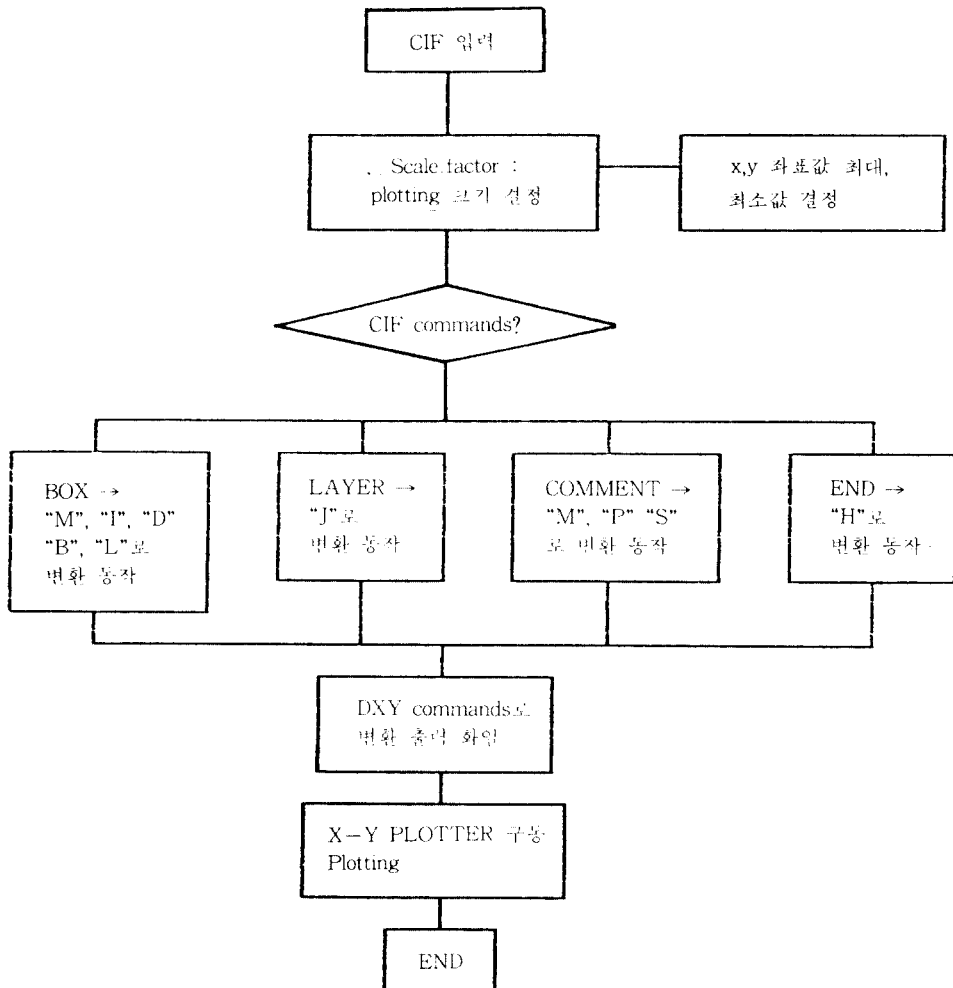 CIF 입력
Scale.factor :
plotting 크기 결정
x,y 좌표값 최대,
최소값 결정
CIF commands?
BOX →
“M”, “I”, “D”
“B”, “L”로
변환 동작
LAYER →
“J”로
변환 동작
COMMENT →
“M”, “P” “S”
로 변환 동작
END →
“H”로
변환 동작
DXY commands로
변환 출력 화일
X−Y PLOTTER 구동
Plotting
END